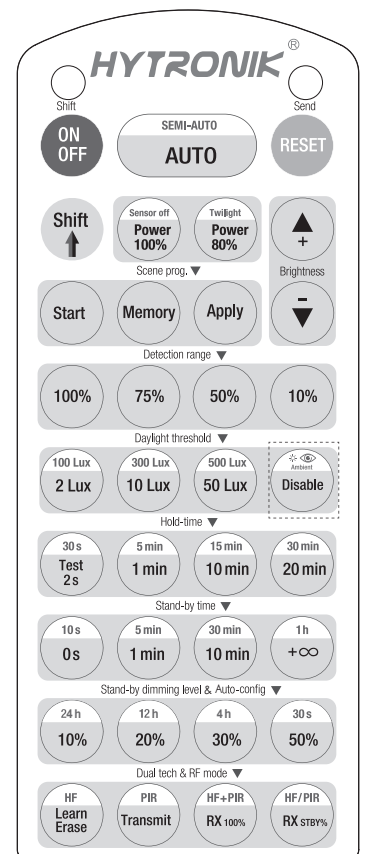 HYTRONIK®
Shift Send
ON OFF
SEMI-AUTO
AUTO
RESET
Shift
Sensor off
Power 100%
Twilight
Power 80%
+
Brightness
-
Scene prog. ▼
Start Memory Apply
Detection range ▼
100% 75% 50% 10%
Daylight threshold ▼
100 Lux 300 Lux 500 Lux Ambient
2 Lux 10 Lux 50 Lux Disable
Hold-time ▼
30 s 5 min 15 min 30 min
Test 2 s 1 min 10 min 20 min
Stand-by time ▼
10 s 5 min 30 min 1 h
0 s 1 min 10 min +∞
Stand-by dimming level & Auto-config ▼
24 h 12 h 4 h 30 s
10% 20% 30% 50%
Dual tech & RF mode ▼
HF PIR HF+PIR HF/PIR
Learn Erase Transmit RX 100% RX STBY%